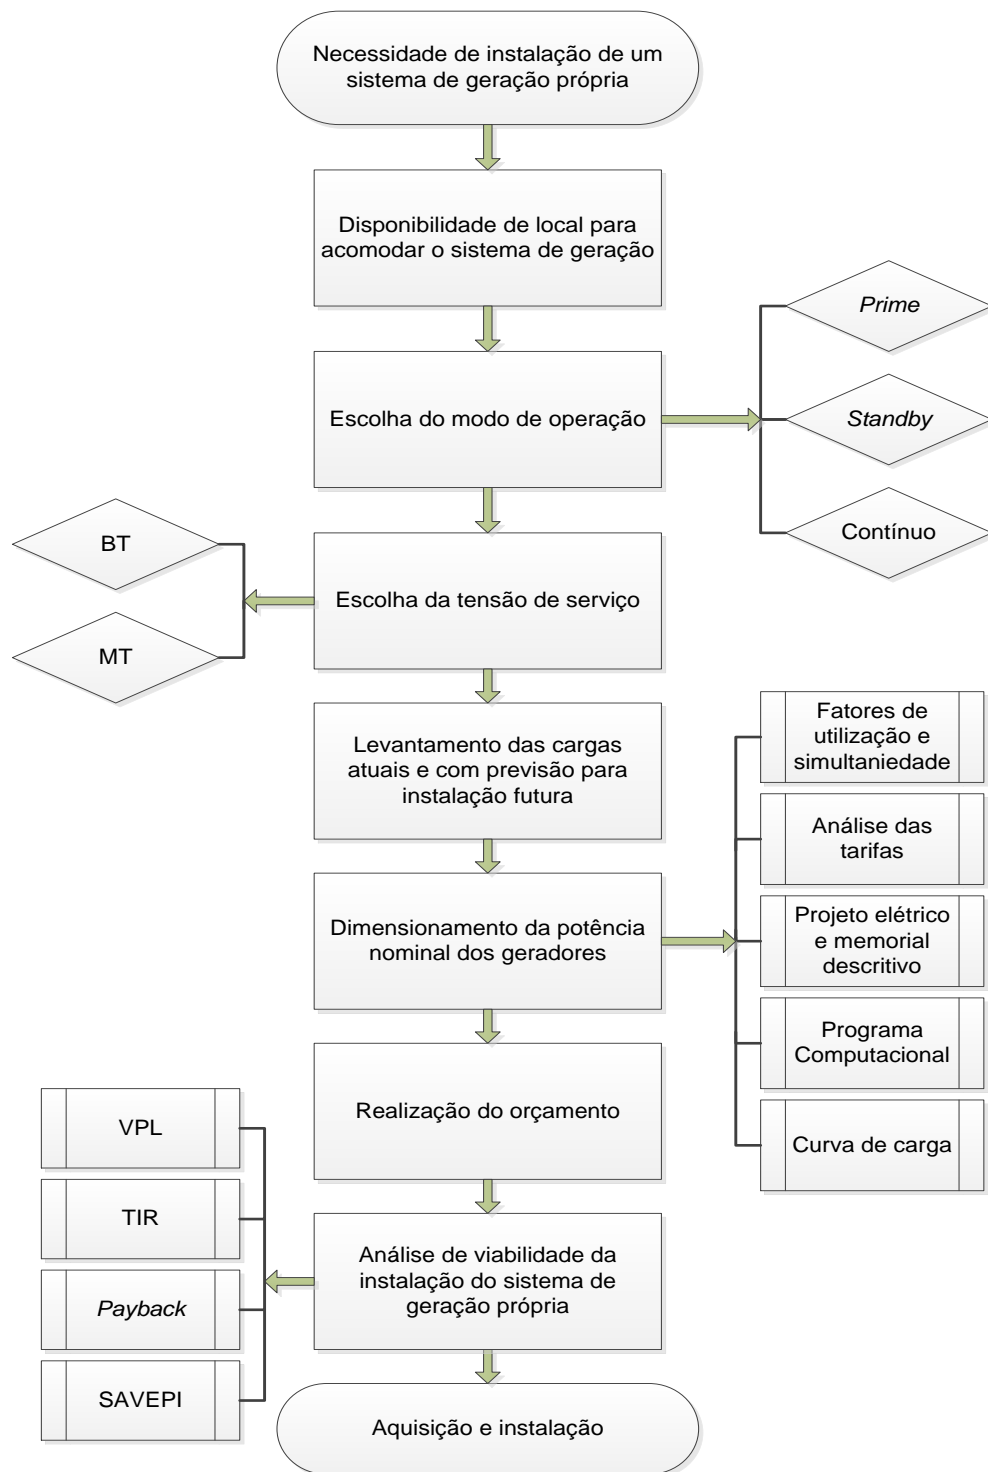 Necessidade de instalação de um
sistema de geração própria
Disponibilidade de local para
acomodar o sistema de geração
Prime
Escolha do modo de operação
Standby
Contínuo
BT
Escolha da tensão de serviço
MT
Levantamento das cargas
atuais e com previsão para
instalação futura
Fatores de
utilização e
simultaniedade
Análise das
tarifas
Dimensionamento da potência
nominal dos geradores
Projeto elétrico
e memorial
descritivo
Programa
Computacional
Curva de carga
Realização do orçamento
VPL
TIR
Payback
SAVEPI
Análise de viabilidade da
instalação do sistema de
geração própria
Aquisição e instalação